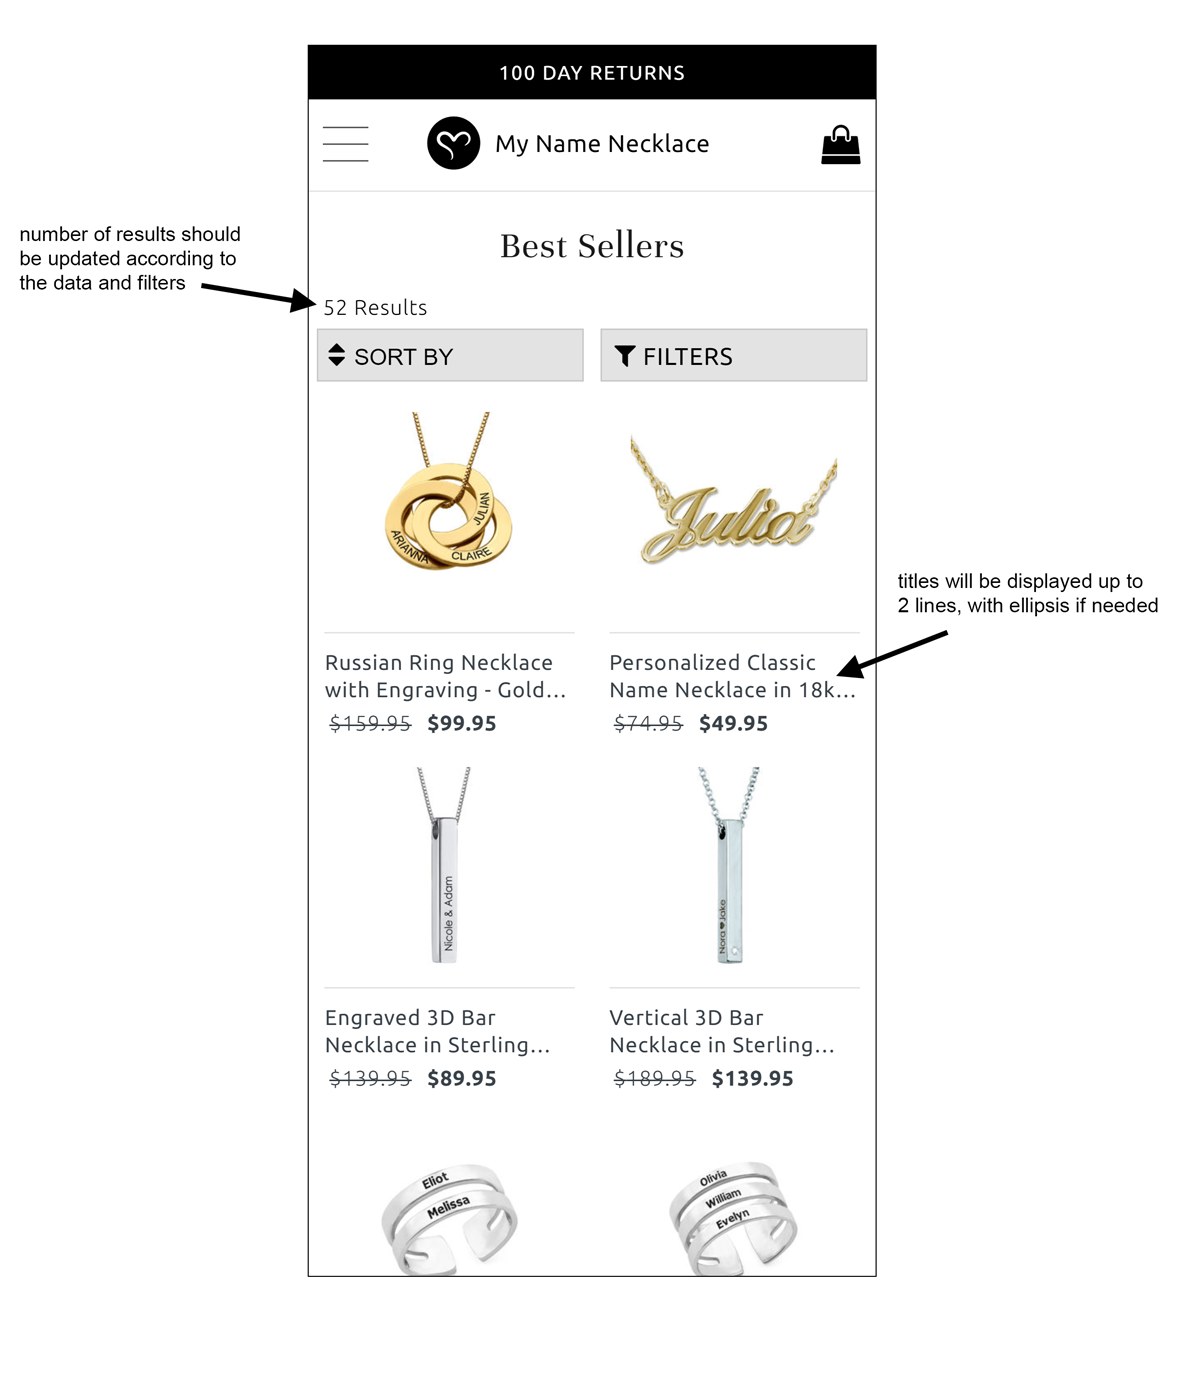 100 DAY RETURNS
My Name Necklace
number of results should
be updated according to
the data and filters
Best Sellers
52 Results
SORT BY
FILTERS
JULIAN
ARIANNA
CLAIRE
Julia
titles will be displayed up to
2 lines, with ellipsis if needed
Russian Ring Necklace
with Engraving - Gold...
$159.95 $99.95
Personalized Classic
Name Necklace in 18k...
$74.95 $49.95
Nicole & Adam
Nora ♥ Jake
Engraved 3D Bar
Necklace in Sterling...
$139.95 $89.95
Vertical 3D Bar
Necklace in Sterling...
$189.95 $139.95
Eliot
Melissa
Olivia
William
Evelyn